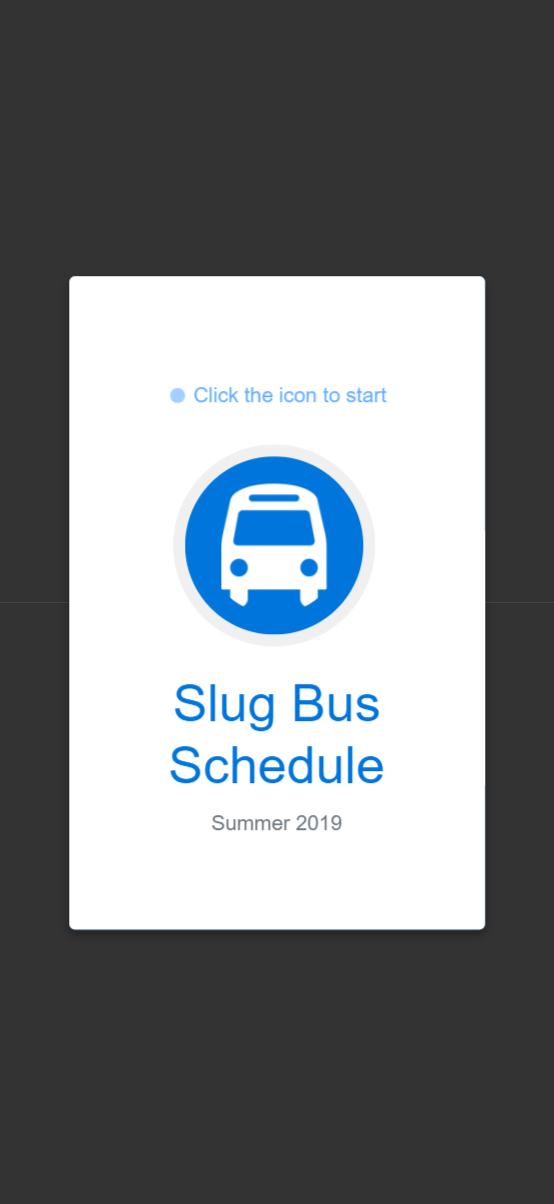 Click the icon to start
Slug Bus
Schedule
Summer 2019